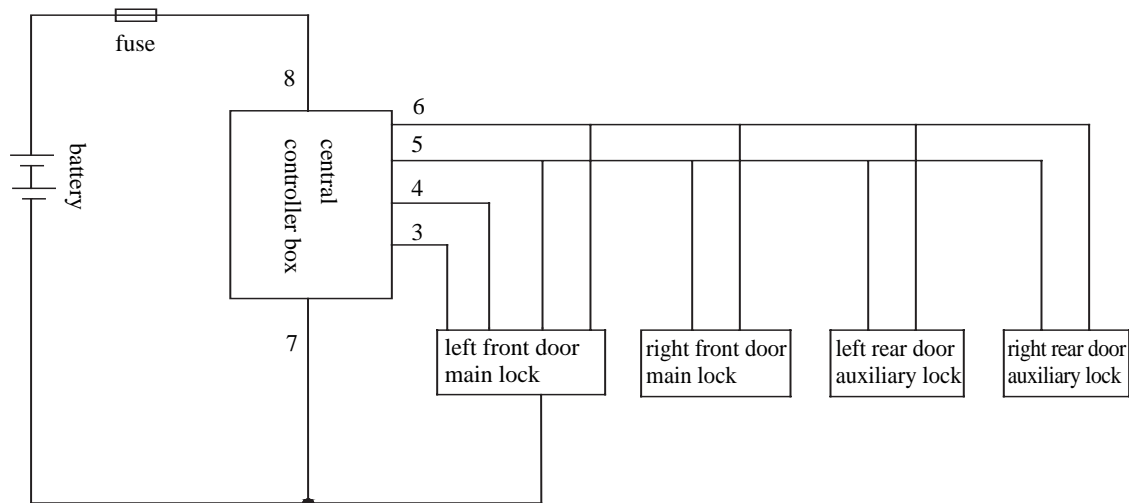 fuse
8
6
central
controller box
5
battery
4
3
7
left front door
main lock
right front door
main lock
left rear door
auxiliary lock
right rear door
auxiliary lock